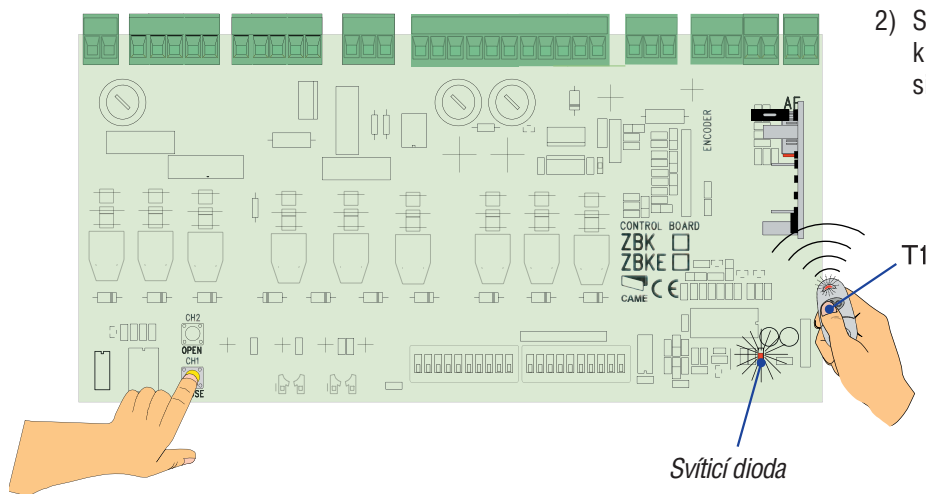 2) S
k
s
AF
ENCODER
CONTROL BOARD
ZBK
ZBKE
CAME CE
T1
CH2
OPEN
CH1
Svíticí dioda